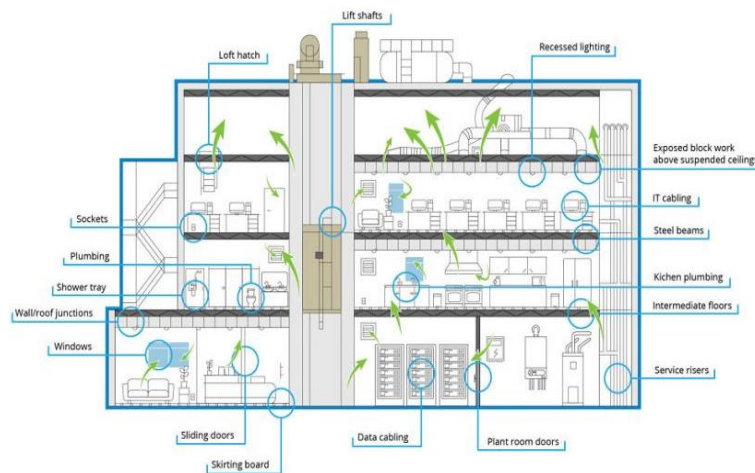 Lift shafts
Loft hatch
Recessed lighting
Exposed block work
above suspended ceilings
IT cabling
Sockets
Steel beams
Plumbing
Kichen plumbing
Shower tray
Intermediate floors
Wall/roof junctions
Windows
Service risers
Sliding doors
Data cabling
Plant room doors
Skirting board